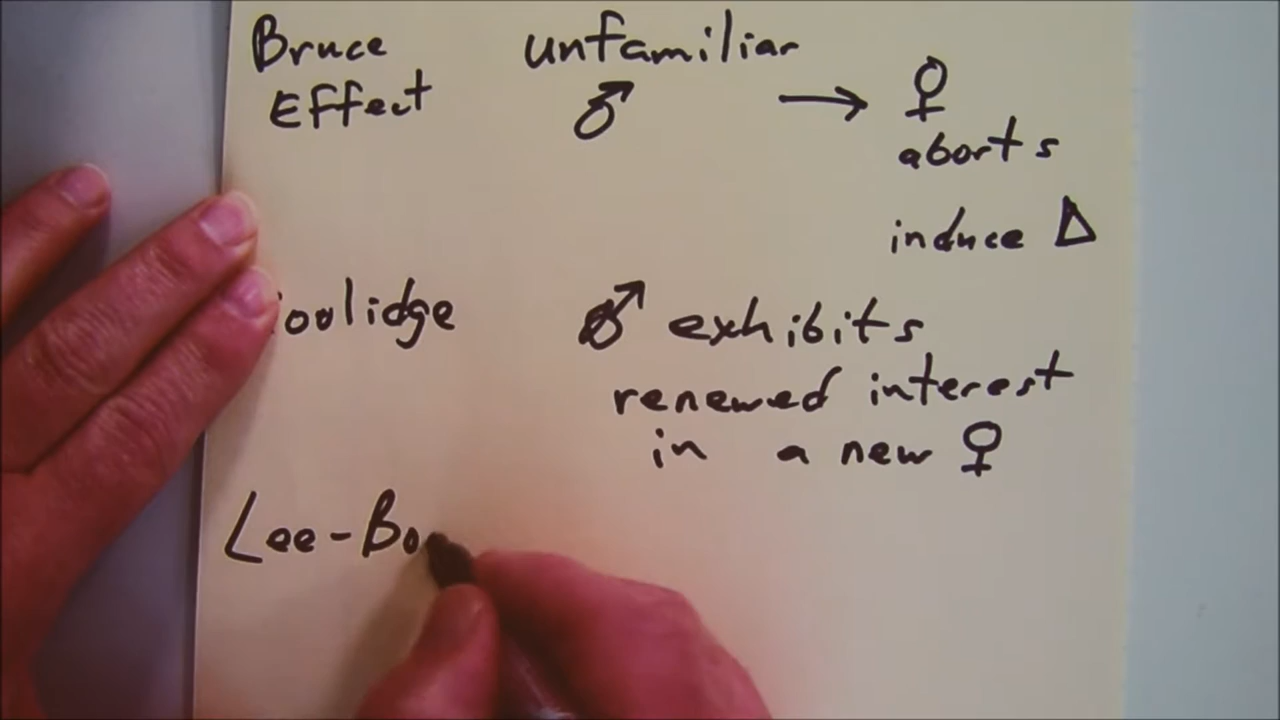 Bruce unfamiliar
Effect ♂ → ♀
aborts
induce Δ
oolidge ♂ exhibits
renewed interest
in a new ♀
Lee-Bo